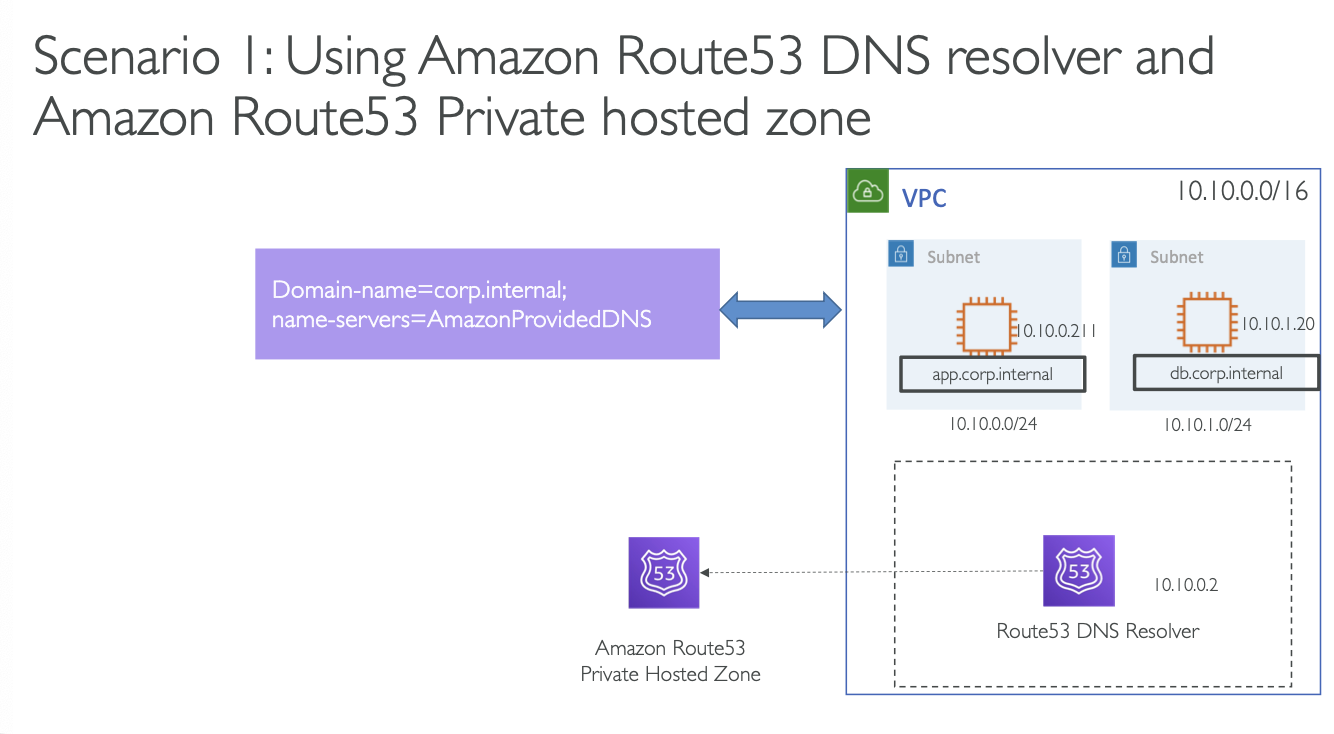 Scenario 1: Using Amazon Route53 DNS resolver and
Amazon Route53 Private hosted zone
VPC
10.10.0.0/16
Domain-name=corp.internal;
name-servers=AmazonProvidedDNS
Subnet
10.10.0.211
app.corp.internal
10.10.0.0/24
Subnet
10.10.1.20
db.corp.internal
10.10.1.0/24
53
Amazon Route53
Private Hosted Zone
53
10.10.0.2
Route53 DNS Resolver